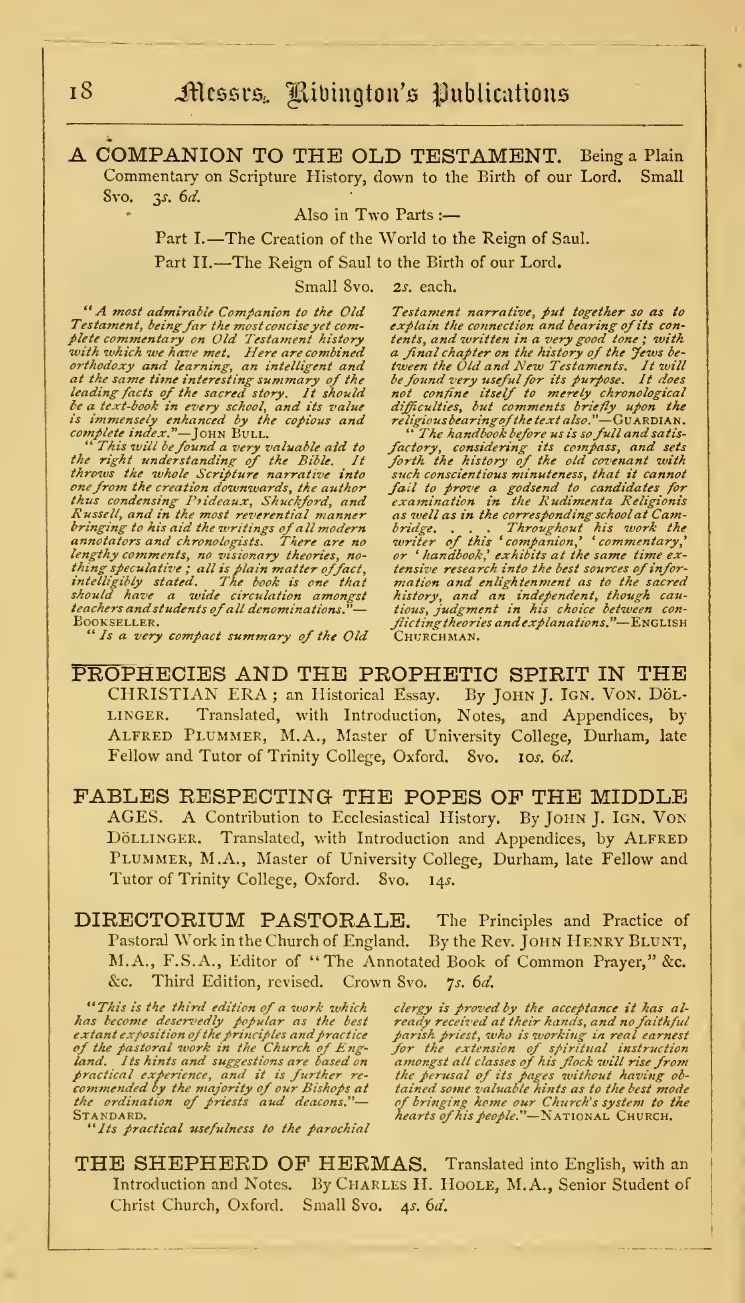 18 Messrs. Rivington's Publications
A COMPANION TO THE OLD TESTAMENT. Being a Plain
Commentary on Scripture History, down to the Birth of our Lord. Small
8vo. 3s. 6d.
Also in Two Parts :—
Part I.—The Creation of the World to the Reign of Saul.
Part II.—The Reign of Saul to the Birth of our Lord.
Small 8vo. 2s. each.
"A most admirable Companion to the Old
Testament, being far the most concise yet com-
plete commentary on Old Testament history
with which we have met. Here are combined
orthodoxy and learning, an intelligent and
at the same time interesting summary of the
leading facts of the sacred story. It should
be a text-book in every school, and its value
is immensely enhanced by the copious and
complete index."—JOHN BULL.
"This will be found a very valuable aid to
the right understanding of the Bible. It
throws the whole Scripture narrative into
one from the creation downwards, the author
thus condensing Prideaux, Shuckford, and
Russell, and in the most reverential manner
bringing to his aid the writings of all modern
annotators and chronologists. There are no
lengthy comments, no visionary theories, no-
thing speculative ; all is plain matter of fact,
intelligibly stated. The book is one that
should have a wide circulation amongst
teachers and students of all denominations."—
BOOKSELLER.
"Is a very compact summary of the Old
Testament narrative, put together so as to
explain the connection and bearing of its con-
tents, and written in a very good tone ; with
a final chapter on the history of the Jews be-
tween the Old and New Testaments. It will
be found very useful for its purpose. It does
not confine itself to merely chronological
difficulties, but comments briefly upon the
religious bearing of the text also."—GUARDIAN.
"The handbook before us is so full and satis-
factory, considering its compass, and sets
forth the history of the old covenant with
such conscientious minuteness, that it cannot
fail to prove a godsend to candidates for
examination in the Rudimenta Religionis
as well as in the corresponding school at Cam-
bridge. . . . Throughout his work the
writer of this 'companion,' 'commentary,'
or 'handbook,' exhibits at the same time ex-
tensive research into the best sources of infor-
mation and enlightenment as to the sacred
history, and an independent, though cau-
tious, judgment in his choice between con-
flicting theories and explanations."—ENGLISH
CHURCHMAN.
PROPHECIES AND THE PROPHETIC SPIRIT IN THE
CHRISTIAN ERA ; an Historical Essay. By JOHN J. IGN. VON. DÖL-
LINGER. Translated, with Introduction, Notes, and Appendices, by
ALFRED PLUMMER, M.A., Master of University College, Durham, late
Fellow and Tutor of Trinity College, Oxford. 8vo. 10s. 6d.
FABLES RESPECTING THE POPES OF THE MIDDLE
AGES. A Contribution to Ecclesiastical History. By JOHN J. IGN. VON
DÖLLINGER. Translated, with Introduction and Appendices, by ALFRED
PLUMMER, M.A., Master of University College, Durham, late Fellow and
Tutor of Trinity College, Oxford. 8vo. 14s.
DIRECTORIUM PASTORALE. The Principles and Practice of
Pastoral Work in the Church of England. By the Rev. JOHN HENRY BLUNT,
M.A., F.S.A., Editor of "The Annotated Book of Common Prayer," &c.
&c. Third Edition, revised. Crown 8vo. 7s. 6d.
"This is the third edition of a work which
has become deservedly popular as the best
extant exposition of the principles and practice
of the pastoral work in the Church of Eng-
land. Its hints and suggestions are based on
practical experience, and it is further re-
commended by the majority of our Bishops at
the ordination of priests aud deacons."—
STANDARD.
"Its practical usefulness to the parochial
clergy is proved by the acceptance it has al-
ready received at their hands, and no faithful
parish priest, who is working in real earnest
for the extension of spiritual instruction
amongst all classes of his flock will rise from
the perusal of its pages without having ob-
tained some valuable hints as to the best mode
of bringing home our Church's system to the
hearts of his people."—NATIONAL CHURCH.
THE SHEPHERD OF HERMAS. Translated into English, with an
Introduction and Notes. By CHARLES H. HOOLE, M.A., Senior Student of
Christ Church, Oxford. Small 8vo. 4s. 6d.